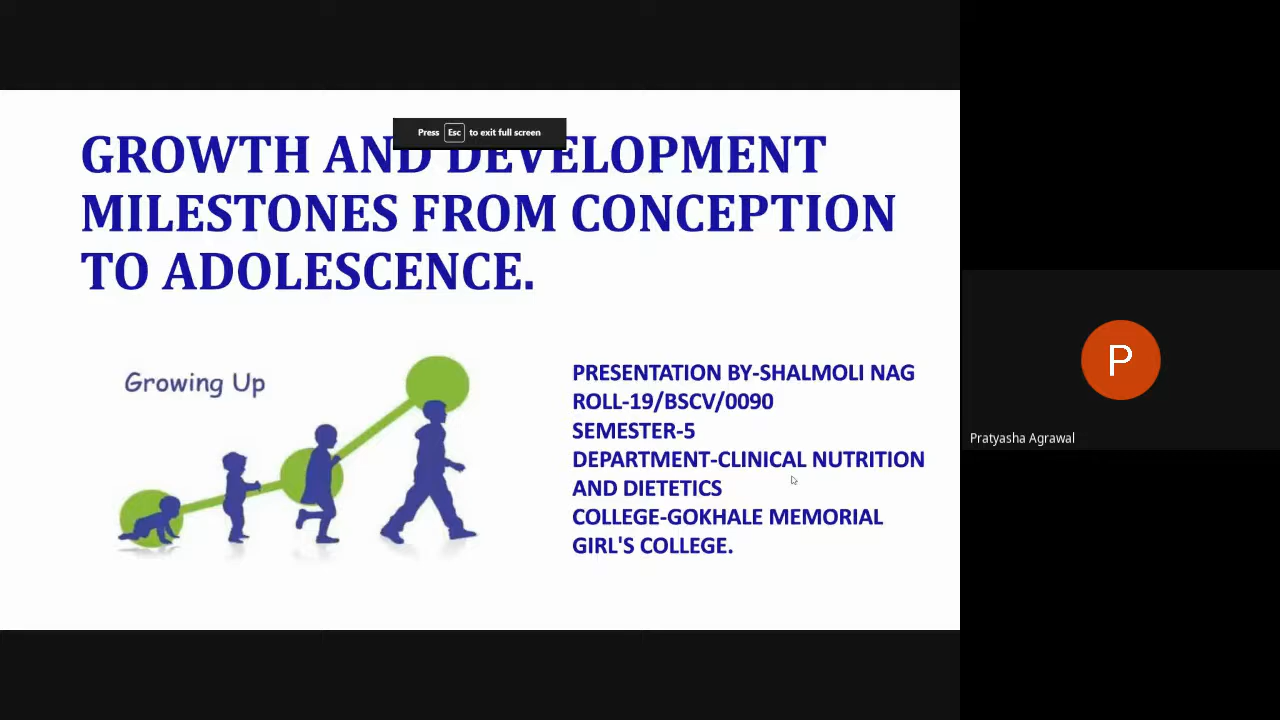 Press Esc to exit full screen
GROWTH AND DEVELOPMENT
MILESTONES FROM CONCEPTION
TO ADOLESCENCE.
Growing Up
PRESENTATION BY-SHALMOLI NAG
ROLL-19/BSCV/0090
SEMESTER-5
DEPARTMENT-CLINICAL NUTRITION
AND DIETETICS
COLLEGE-GOKHALE MEMORIAL
GIRL'S COLLEGE.
P
Pratyasha Agrawal